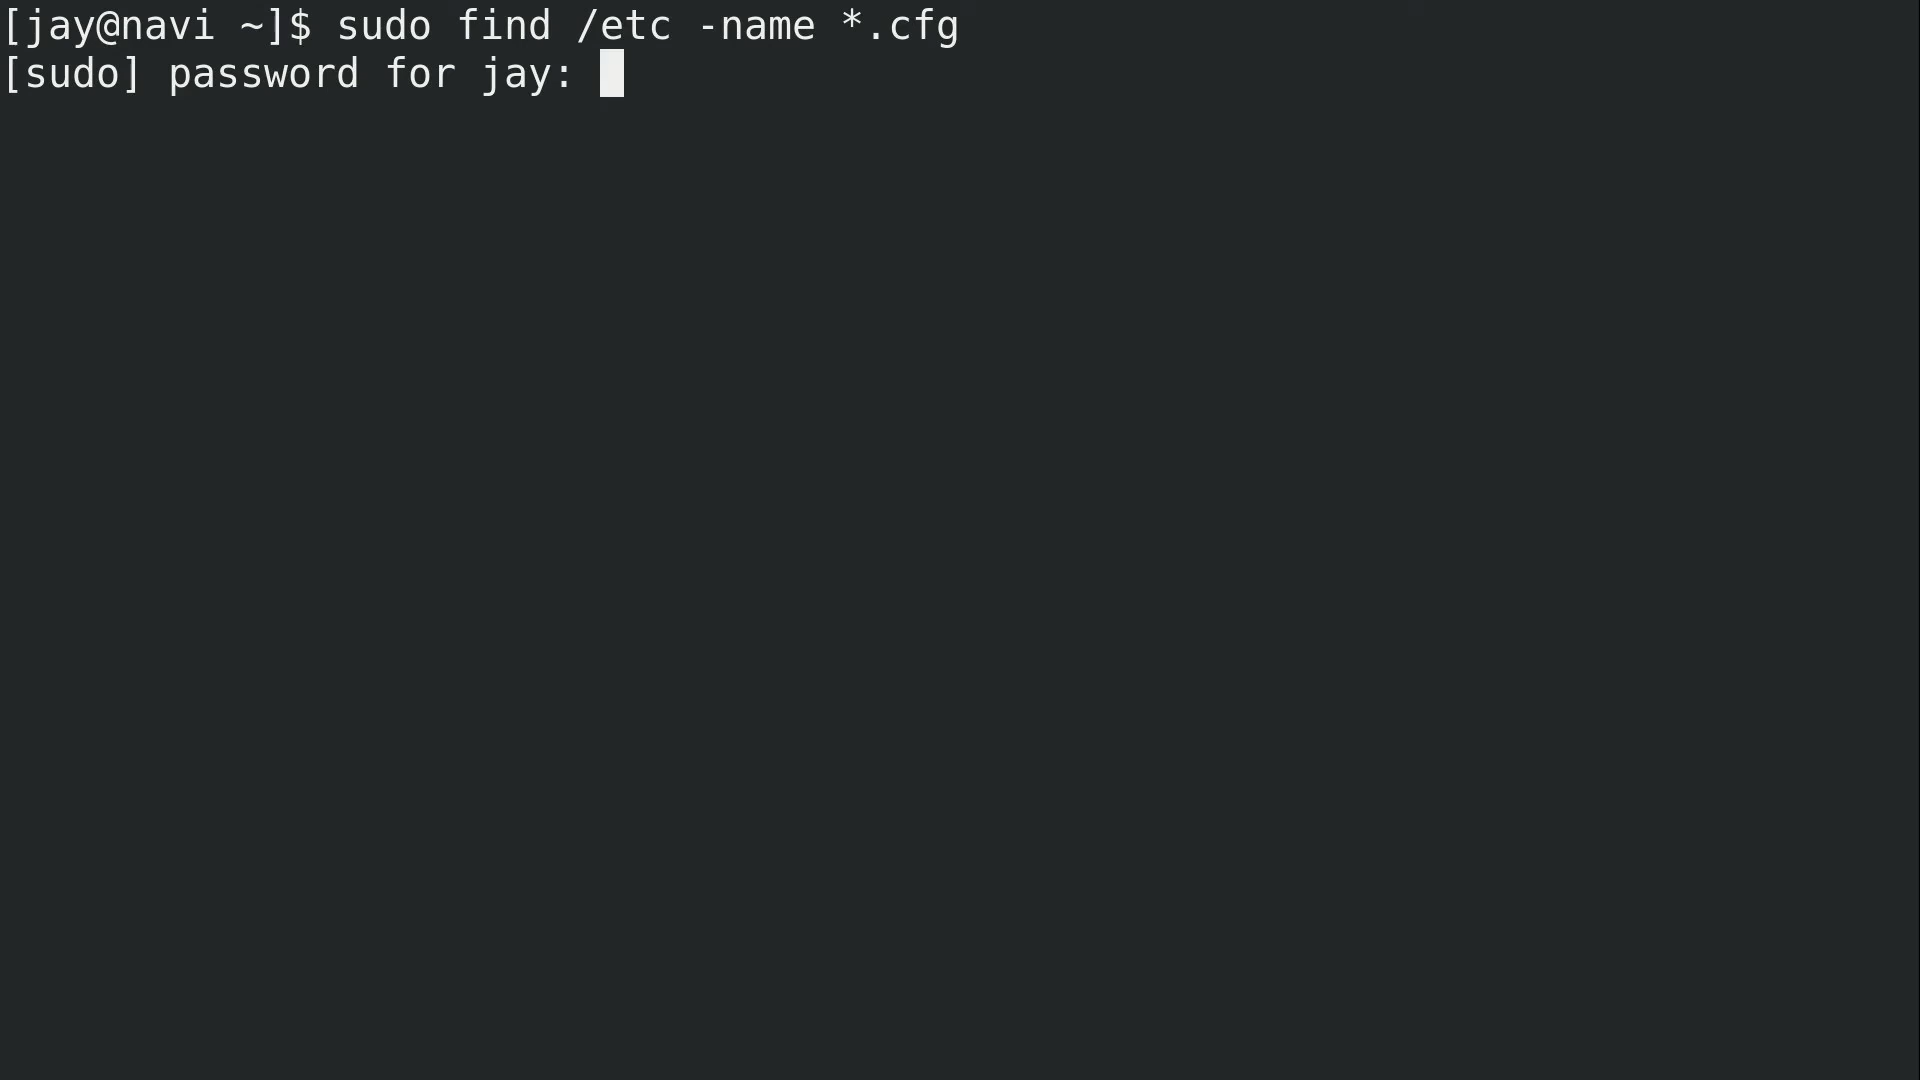 [jay@navi ~]$ sudo find /etc -name *.cfg
[sudo] password for jay: